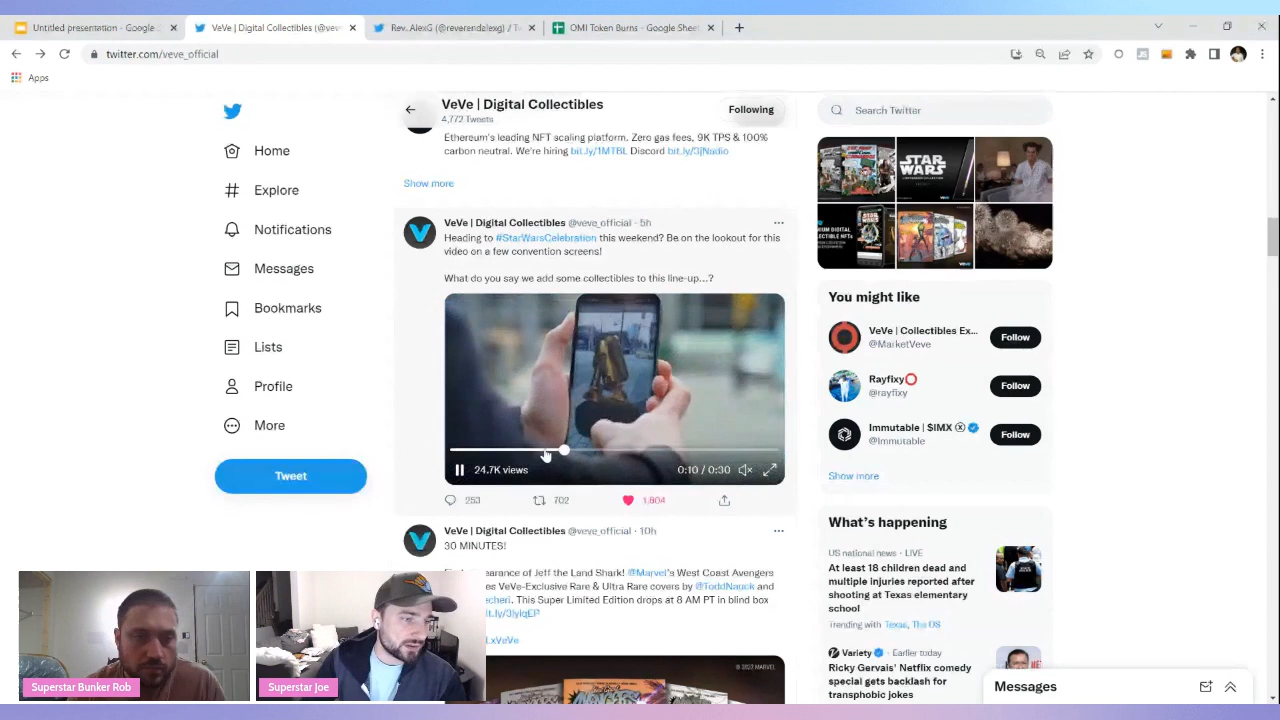 Untitled presentation - Google
VeVe | Digital Collectibles (@ve
Rev. AlexG (@reverendalexg) / T
OMI Token Burns - Google Sheet
twitter.com/veve_official
Apps
VeVe | Digital Collectibles
4,772 Tweets
Following
Search Twitter
Home
Explore
Notifications
Messages
Bookmarks
Lists
Profile
More
Tweet
Ethereum's leading NFT scaling platform. Zero gas fees, 9K TPS & 100%
carbon neutral. We're hiring bit.ly/1MTBL Discord
Show more
VeVe | Digital Collectibles @veve_official · 5h
Heading to #StarWarsCelebration this weekend? Be on the lookout for this
video on a few convention screens!
What do you say we add some collectibles to this line-up...?
24.7K views
0:10 / 0:30
253
702
1,804
VeVe | Digital Collectibles @veve_official · 10h
30 MINUTES!
earance of Jeff the Land Shark! @Marvel's West Coast Avengers
es VeVe-Exclusive Rare & Ultra Rare covers by @ToddNauck and
. This Super Limited Edition drops at 8 AM PT in blind box
xVeVe
© 2022 MARVEL
STAR WARS
You might like
VeVe | Collectibles Ex...
@MarketVeve
Follow
Rayfixy
@rayfixy
Follow
Immutable | $IMX
@Immutable
Follow
Show more
What's happening
US national news · LIVE
At least 18 children dead and
multiple injuries reported after
shooting at Texas elementary
school
Trending with Texas, The OS
Variety · Earlier today
Ricky Gervais' Netflix comedy
special gets backlash for
transphobic jokes
Messages
Superstar Bunker Rob
Superstar Joe